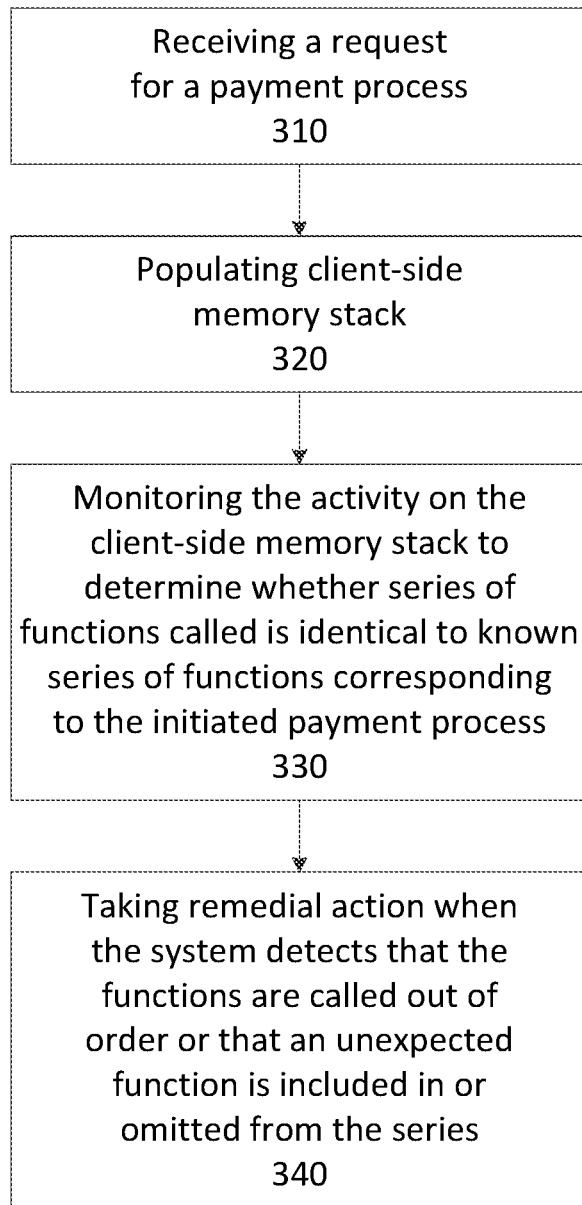 Receiving a request
for a payment process
310
Populating client-side
memory stack
320
Monitoring the activity on the
client-side memory stack to
determine whether series of
functions called is identical to known
series of functions corresponding
to the initiated payment process
330
Taking remedial action when
the system detects that the
functions are called out of
order or that an unexpected
function is included in or
omitted from the series
340